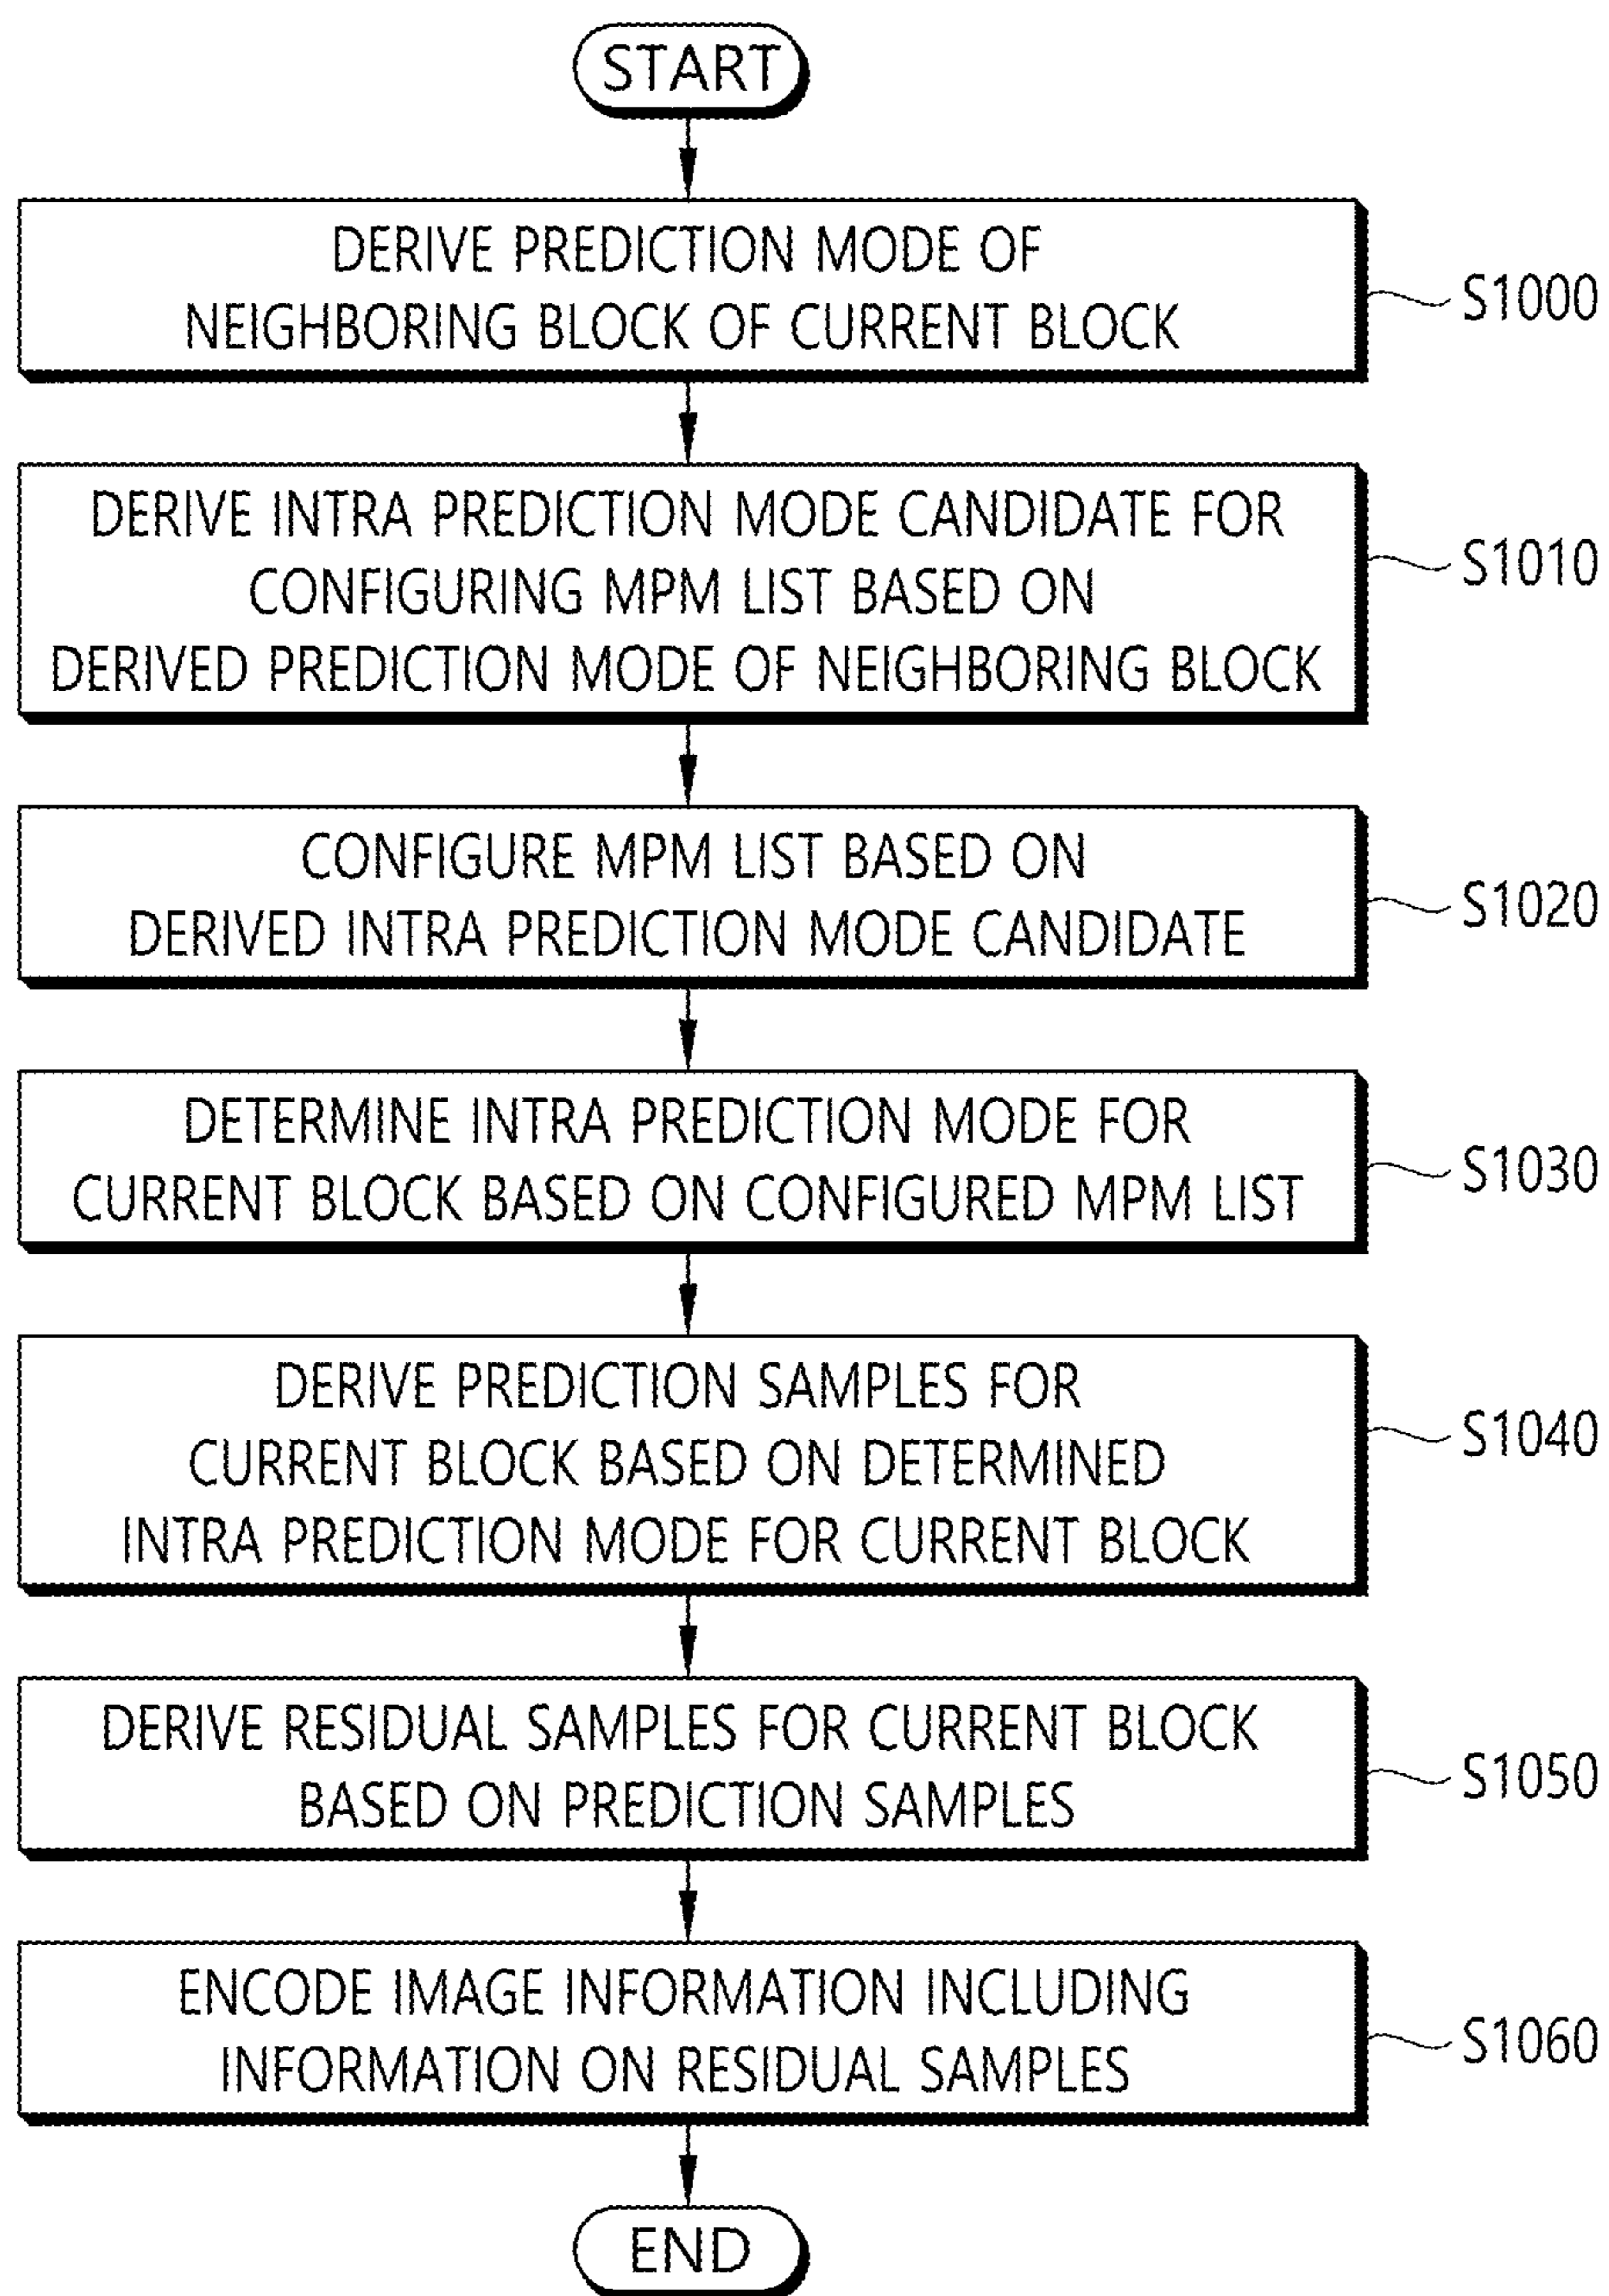 START
DERIVE PREDICTION MODE OF
NEIGHBORING BLOCK OF CURRENT BLOCK
S1000
DERIVE INTRA PREDICTION MODE CANDIDATE FOR
CONFIGURING MPM LIST BASED ON
DERIVED PREDICTION MODE OF NEIGHBORING BLOCK
S1010
CONFIGURE MPM LIST BASED ON
DERIVED INTRA PREDICTION MODE CANDIDATE
S1020
DETERMINE INTRA PREDICTION MODE FOR
CURRENT BLOCK BASED ON CONFIGURED MPM LIST
S1030
DERIVE PREDICTION SAMPLES FOR
CURRENT BLOCK BASED ON DETERMINED
INTRA PREDICTION MODE FOR CURRENT BLOCK
S1040
DERIVE RESIDUAL SAMPLES FOR CURRENT BLOCK
BASED ON PREDICTION SAMPLES
S1050
ENCODE IMAGE INFORMATION INCLUDING
INFORMATION ON RESIDUAL SAMPLES
S1060
END